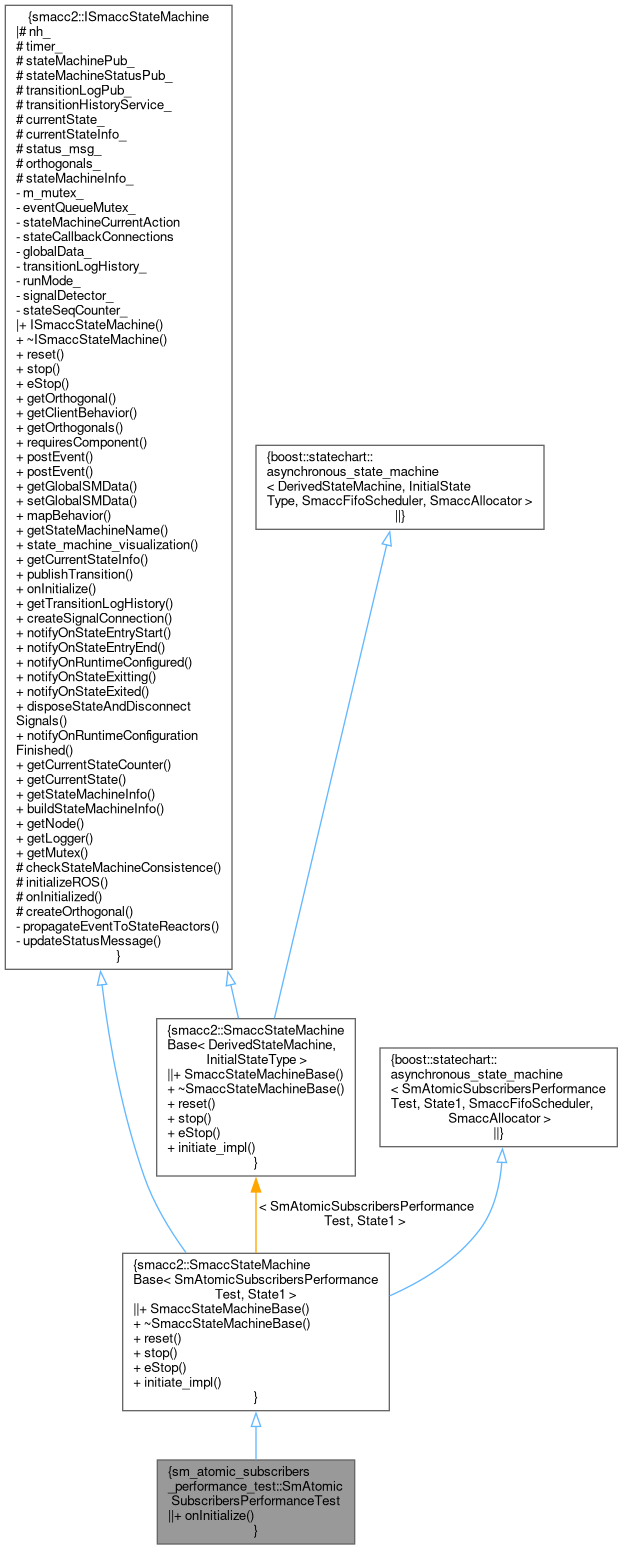 {smacc2::ISmaccStateMachine
|# nh_
# timer_
# stateMachinePub_
# stateMachineStatusPub_
# transitionLogPub_
# transitionHistoryService_
# currentState_
# currentStateInfo_
# status_msg_
# orthogonals_
# stateMachineInfo_
- m_mutex_
- eventQueueMutex_
- stateMachineCurrentAction
- stateCallbackConnections
- globalData_
- transitionLogHistory_
- runMode_
- signalDetector_
- stateSeqCounter_
|+ ISmaccStateMachine()
+ ~ISmaccStateMachine()
+ reset()
+ stop()
+ eStop()
+ getOrthogonal()
+ getClientBehavior()
+ getOrthogonals()
+ requiresComponent()
+ postEvent()
+ postEvent()
+ getGlobalSMData()
+ setGlobalSMData()
+ mapBehavior()
+ getStateMachineName()
+ state_machine_visualization()
+ getCurrentStateInfo()
+ publishTransition()
+ onInitialize()
+ getTransitionLogHistory()
+ createSignalConnection()
+ notifyOnStateEntryStart()
+ notifyOnStateEntryEnd()
+ notifyOnRuntimeConfigured()
+ notifyOnStateExitting()
+ notifyOnStateExited()
+ disposeStateAndDisconnect
Signals()
+ notifyOnRuntimeConfiguration
Finished()
+ getCurrentStateCounter()
+ getCurrentState()
+ getStateMachineInfo()
+ buildStateMachineInfo()
+ getNode()
+ getLogger()
+ getMutex()
# checkStateMachineConsistence()
# initializeROS()
# onInitialized()
# createOrthogonal()
- propagateEventToStateReactors()
- updateStatusMessage()
}
{boost::statechart::
asynchronous_state_machine
< DerivedStateMachine, InitialState
Type, SmaccFifoScheduler, SmaccAllocator >
||}
{smacc2::SmaccStateMachine
Base< DerivedStateMachine,
InitialStateType >
||+ SmaccStateMachineBase()
+ ~SmaccStateMachineBase()
+ reset()
+ stop()
+ eStop()
+ initiate_impl()
}
{boost::statechart::
asynchronous_state_machine
< SmAtomicSubscribersPerformance
Test, State1, SmaccFifoScheduler,
SmaccAllocator >
||}
< SmAtomicSubscribersPerformance
Test, State1 >
{smacc2::SmaccStateMachine
Base< SmAtomicSubscribersPerformance
Test, State1 >
||+ SmaccStateMachineBase()
+ ~SmaccStateMachineBase()
+ reset()
+ stop()
+ eStop()
+ initiate_impl()
}
{sm_atomic_subscribers
_performance_test::SmAtomic
SubscribersPerformanceTest
||+ onInitialize()
}